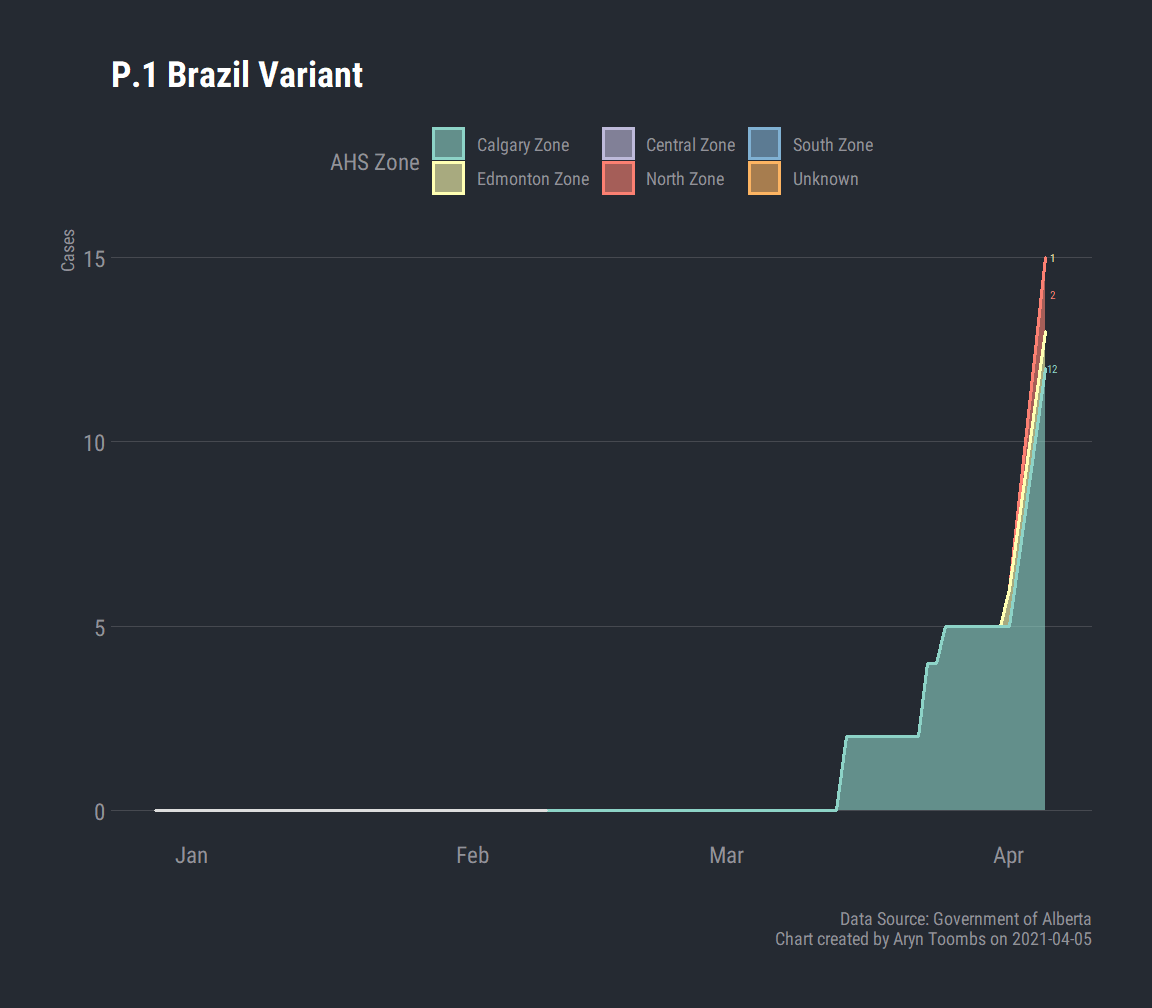 P.1 Brazil Variant
AHS Zone
Calgary Zone
Central Zone
South Zone
Edmonton Zone
North Zone
Unknown
Cases
15
1
2
12
10
5
0
Jan
Feb
Mar
Apr
Data Source: Government of Alberta
Chart created by Aryn Toombs on 2021-04-05